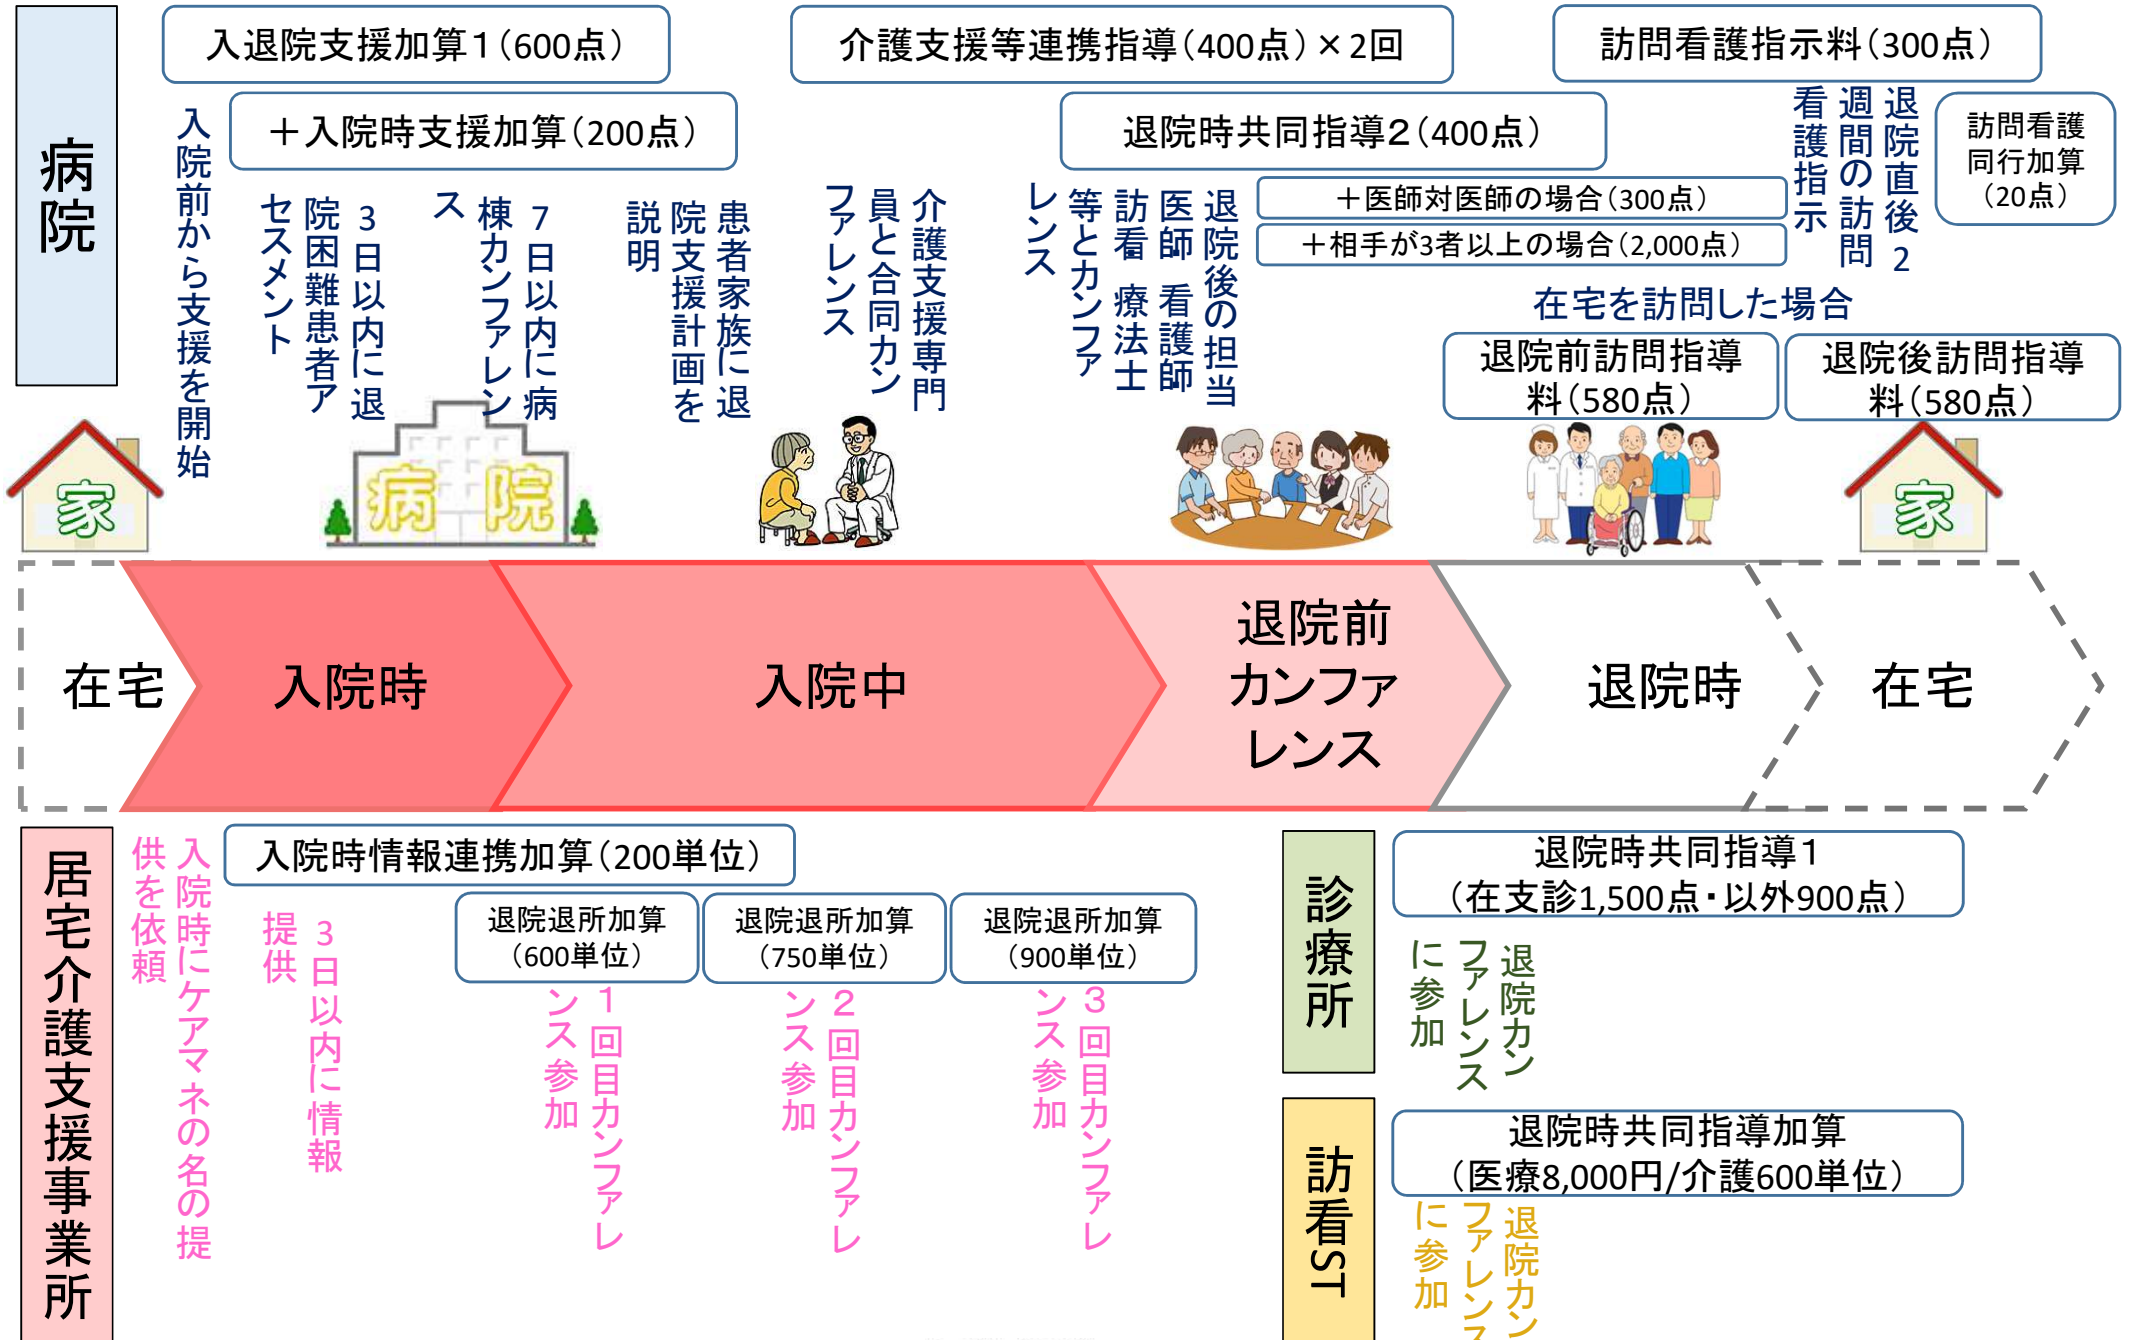 病院
入退院支援加算１（600点）
＋入院時支援加算（200点）
介護支援等連携指導（400点）×2回
退院時共同指導２（400点）
＋医師対医師の場合（300点）
＋相手が3者以上の場合（2,000点）
訪問看護指示料（300点）
訪問看護
同行加算
（20点）
入院前から支援を開始
3日以内に退
院困難患者ア
セスメント
7日以内に病
棟カンファレン
ス
患者家族に退
院支援計画を
説明
介護支援専門
員と合同カン
ファレンス
退院後の担当
医師 看護師
訪看 療法士
等とカンファ
レンス
退院直後2
週間の訪問
看護指示
在宅を訪問した場合
退院前訪問指導
料（580点）
退院後訪問指導
料（580点）
家
病院
家
在宅
入院時
入院中
退院前
カンファ
レンス
退院時
在宅
居宅介護支援事業所
入院時にケアマネの名の提
供を依頼
入院時情報連携加算（200単位）
3日以内に情報
提供
退院退所加算
（600単位）
1回目カンファレ
ンス参加
退院退所加算
（750単位）
2回目カンファレ
ンス参加
退院退所加算
（900単位）
3回目カンファレ
ンス参加
診療所
退院時共同指導１
（在支診1,500点・以外900点）
退院カン
ファレンス
に参加
訪看ST
退院時共同指導加算
（医療8,000円/介護600単位）
退院カン
ファレンス
に参加